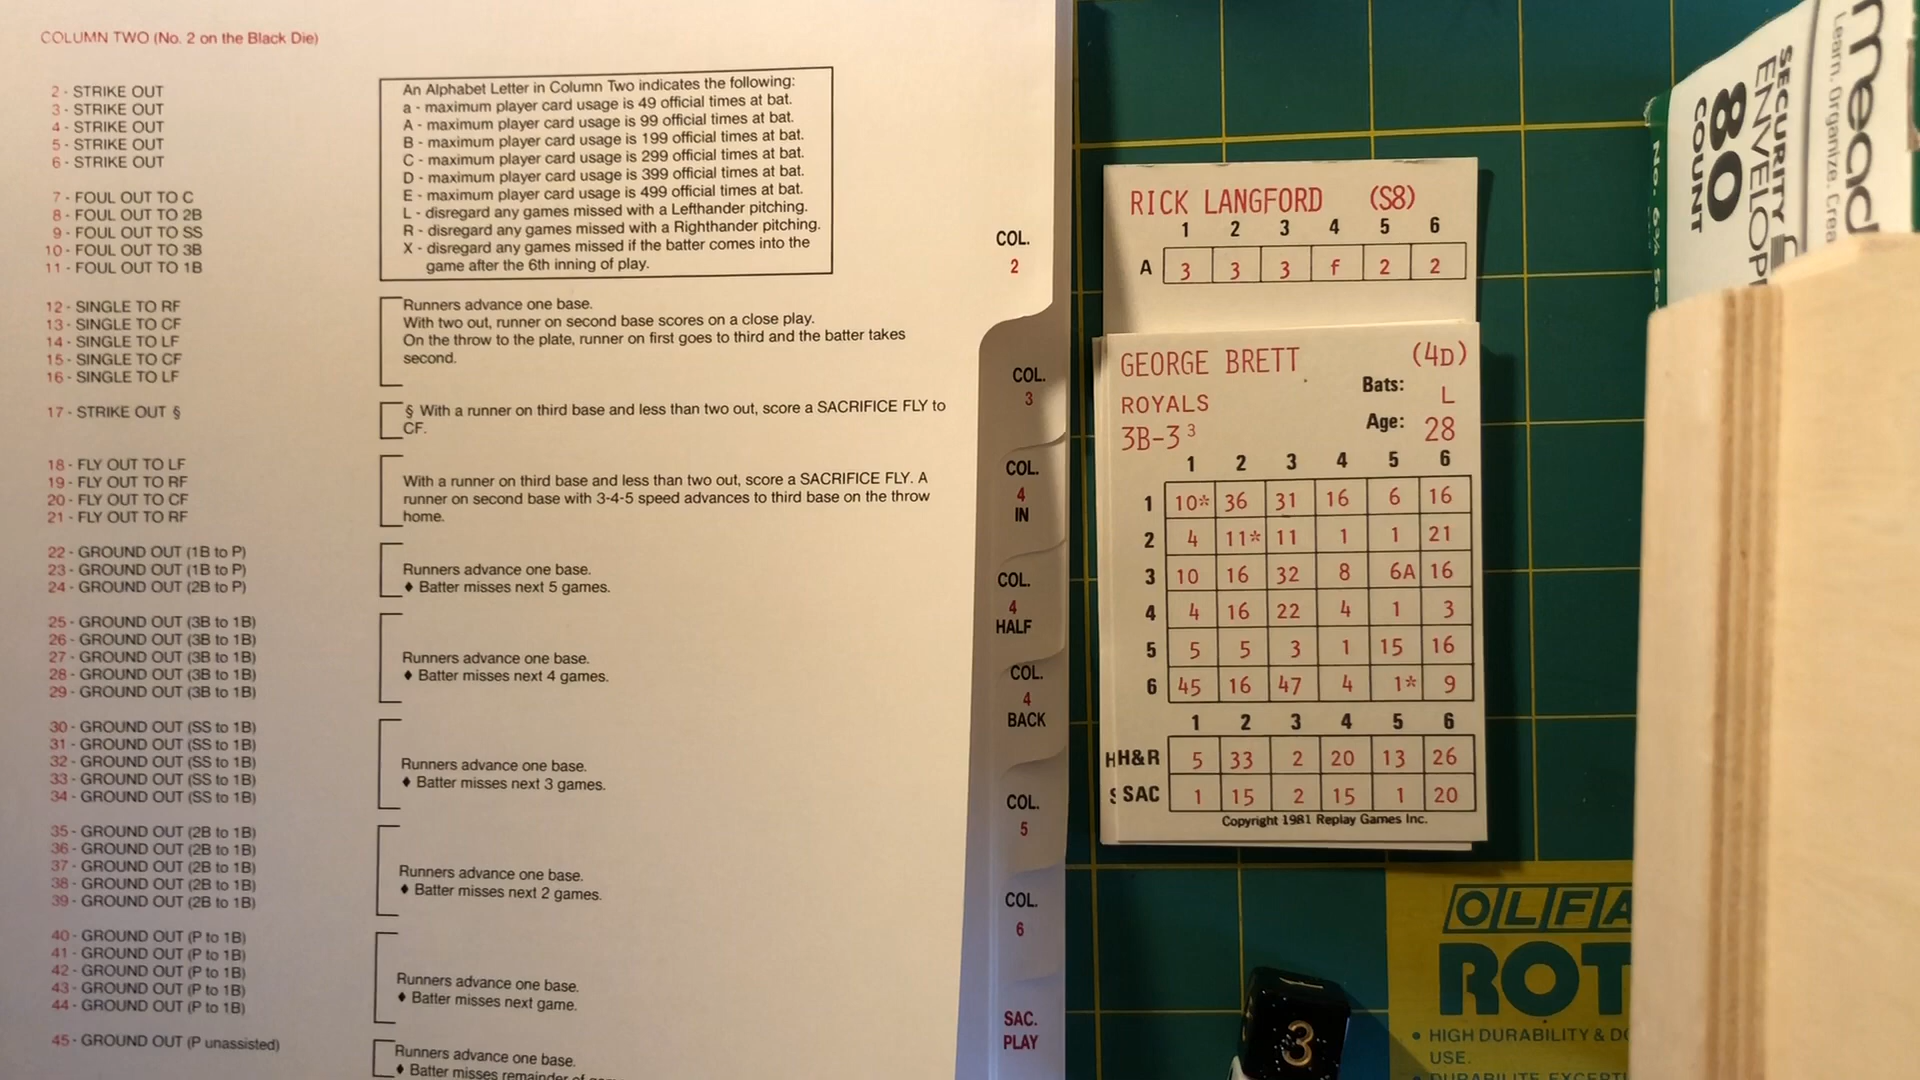 COLUMN TWO (No. 2 on the Black Die)
2 - STRIKE OUT
3 - STRIKE OUT
4 - STRIKE OUT
5 - STRIKE OUT
6 - STRIKE OUT
7 - FOUL OUT TO C
8 - FOUL OUT TO 2B
9 - FOUL OUT TO SS
10 - FOUL OUT TO 3B
11 - FOUL OUT TO 1B
An Alphabet Letter in Column Two indicates the following:
a - maximum player card usage is 49 official times at bat.
A - maximum player card usage is 99 official times at bat.
B - maximum player card usage is 199 official times at bat.
C - maximum player card usage is 299 official times at bat.
D - maximum player card usage is 399 official times at bat.
E - maximum player card usage is 499 official times at bat.
L - disregard any games missed with a Lefthander pitching.
R - disregard any games missed with a Righthander pitching.
X - disregard any games missed if the batter comes into the
game after the 6th inning of play.
12 - SINGLE TO RF
13 - SINGLE TO CF
14 - SINGLE TO LF
15 - SINGLE TO CF
16 - SINGLE TO LF
Runners advance one base.
With two out, runner on second base scores on a close play.
On the throw to the plate, runner on first goes to third and the batter takes
second.
17 - STRIKE OUT §
§ With a runner on third base and less than two out, score a SACRIFICE FLY to
CF.
18 - FLY OUT TO LF
19 - FLY OUT TO RF
20 - FLY OUT TO CF
21 - FLY OUT TO RF
With a runner on third base and less than two out, score a SACRIFICE FLY. A
runner on second base with 3-4-5 speed advances to third base on the throw
home.
22 - GROUND OUT (1B to P)
23 - GROUND OUT (1B to P)
24 - GROUND OUT (2B to P)
Runners advance one base.
♦ Batter misses next 5 games.
25 - GROUND OUT (3B to 1B)
26 - GROUND OUT (3B to 1B)
27 - GROUND OUT (3B to 1B)
28 - GROUND OUT (3B to 1B)
29 - GROUND OUT (3B to 1B)
Runners advance one base.
♦ Batter misses next 4 games.
30 - GROUND OUT (SS to 1B)
31 - GROUND OUT (SS to 1B)
32 - GROUND OUT (SS to 1B)
33 - GROUND OUT (SS to 1B)
34 - GROUND OUT (SS to 1B)
Runners advance one base.
♦ Batter misses next 3 games.
35 - GROUND OUT (2B to 1B)
36 - GROUND OUT (2B to 1B)
37 - GROUND OUT (2B to 1B)
38 - GROUND OUT (2B to 1B)
39 - GROUND OUT (2B to 1B)
Runners advance one base.
♦ Batter misses next 2 games.
40 - GROUND OUT (P to 1B)
41 - GROUND OUT (P to 1B)
42 - GROUND OUT (P to 1B)
43 - GROUND OUT (P to 1B)
44 - GROUND OUT (P to 1B)
Runners advance one base.
♦ Batter misses next game.
45 - GROUND OUT (P unassisted)
Runners advance one base.
♦ Batter misses remainder of
COL.
2
COL.
3
COL.
4
IN
COL.
4
HALF
COL.
4
BACK
COL.
5
COL.
6
SAC.
PLAY
RICK LANGFORD (S8)
1 2 3 4 5 6
A 3 3 3 f 2 2
GEORGE BRETT (4D)
Bats:
ROYALS L
Age:
3B-3 3 28
1 2 3 4 5 6
1 10* 36 31 16 6 16
2 4 11* 11 1 1 21
3 10 16 32 8 6A 16
4 4 16 22 4 1 3
5 5 5 3 1 15 16
6 45 16 47 4 1* 9
1 2 3 4 5 6
H&R 5 33 2 20 13 26
SAC 1 15 2 15 1 20
Copyright 1981 Replay Games Inc.
3
mead
Learn. Organize.
SECURITY
ENVELOP
80
COUNT
OLFA
ROT
• HIGH DURABILITY &
USE.